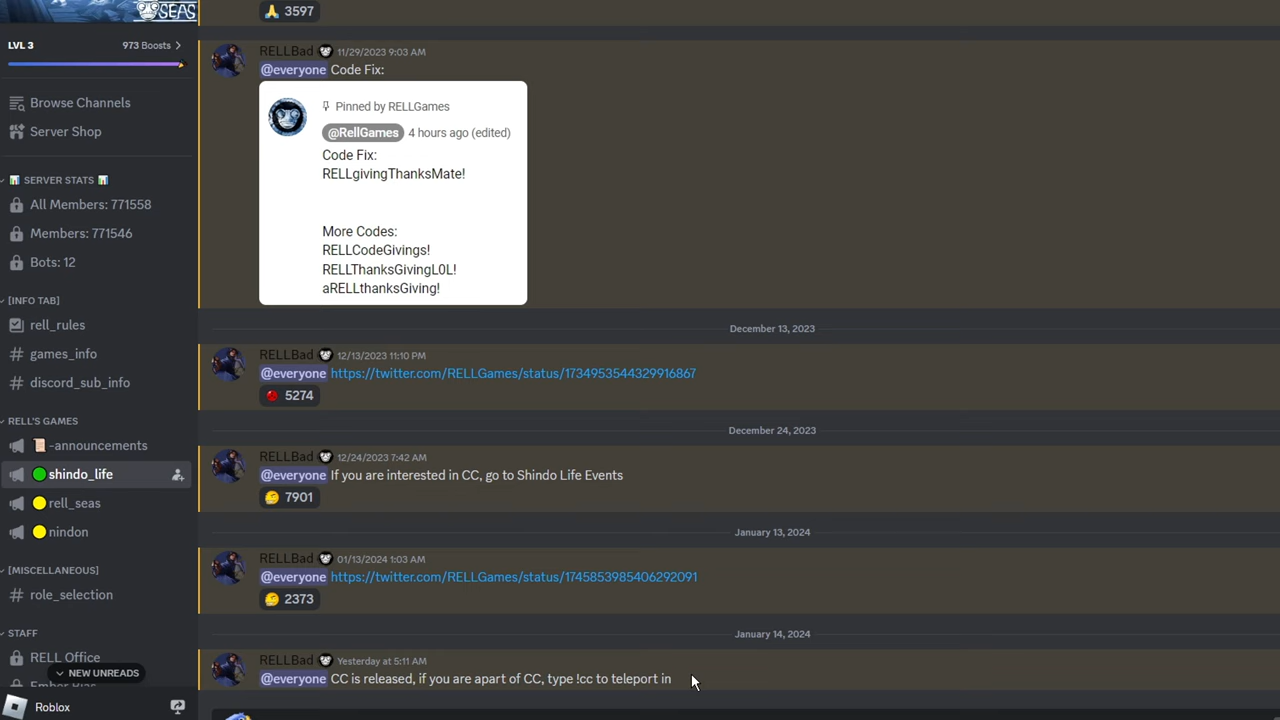 SEAS
LVL 3 973 Boosts
Browse Channels
Server Shop
SERVER STATS
All Members: 771558
Members: 771546
Bots: 12
[INFO TAB]
rell_rules
games_info
discord_sub_info
RELL'S GAMES
-announcements
shindo_life
rell_seas
nindon
[MISCELLANEOUS]
role_selection
STAFF
RELL Office
NEW UNREADS
Ember Bias
Roblox
3597
RELLBad 11/29/2023 9:03 AM
@everyone Code Fix:
Pinned by RELLGames
@RellGames 4 hours ago (edited)
Code Fix:
RELLgivingThanksMate!
More Codes:
RELLCodeGivings!
RELLThanksGivingL0L!
aRELLthanksGiving!
December 13, 2023
RELLBad 12/13/2023 11:10 PM
@everyone https://twitter.com/RELLGames/status/1734953544329916867
5274
December 24, 2023
RELLBad 12/24/2023 7:42 AM
@everyone If you are interested in CC, go to Shindo Life Events
7901
January 13, 2024
RELLBad 01/13/2024 1:03 AM
@everyone https://twitter.com/RELLGames/status/1745853985406292091
2373
January 14, 2024
RELLBad Yesterday at 5:11 AM
@everyone CC is released, if you are apart of CC, type !cc to teleport in